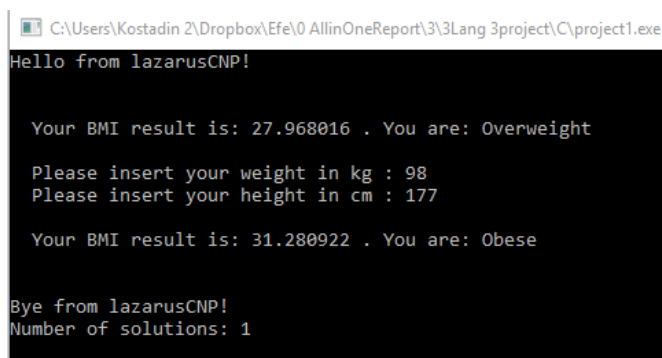 C:\Users\Kostadin 2\Dropbox\Efe\0 AllinOneReport\3\3Lang 3project\C\project1.exe
Hello from lazarusCNP!
Your BMI result is: 27.968016 . You are: Overweight
Please insert your weight in kg : 98
Please insert your height in cm : 177
Your BMI result is: 31.280922 . You are: Obese
Bye from lazarusCNP!
Number of solutions: 1